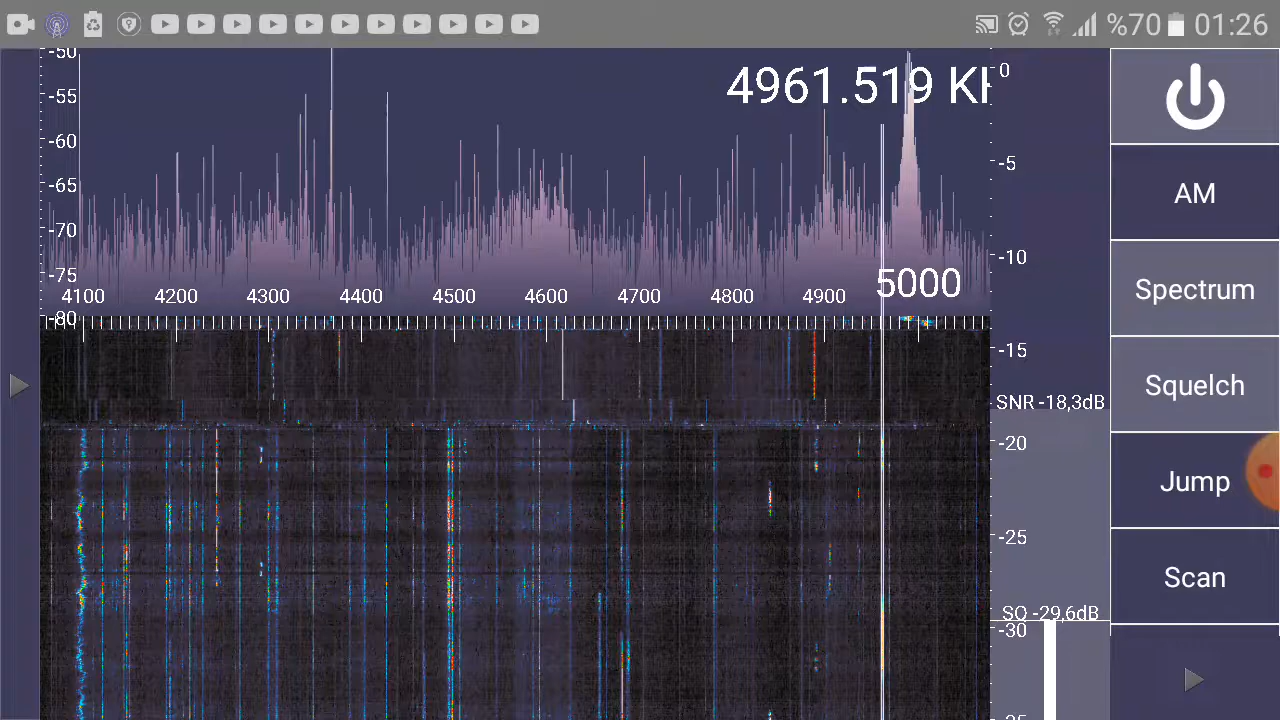 %70 01:26
-50
4961.519 KH
0
-55
-60
-5
-65
-70
-10
-75
5000
4100 4200 4300 4400 4500 4600 4700 4800 4900
-80
-15
SNR -18,3dB
-20
-25
SQ -29,6dB
-30
AM
Spectrum
Squelch
Jump
Scan